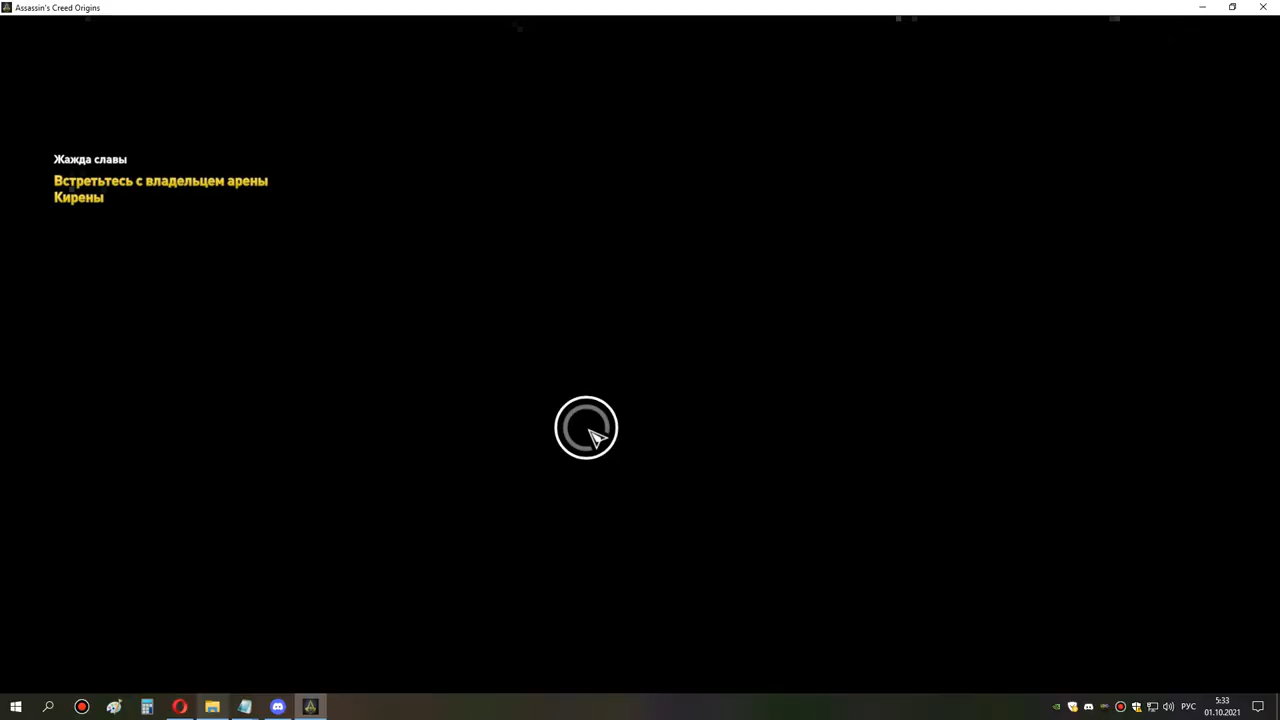 Assassin's Creed Origins
Жажда славы
Встретьтесь с владельцем арены
Кирены
РУС
5:33
01.10.2021